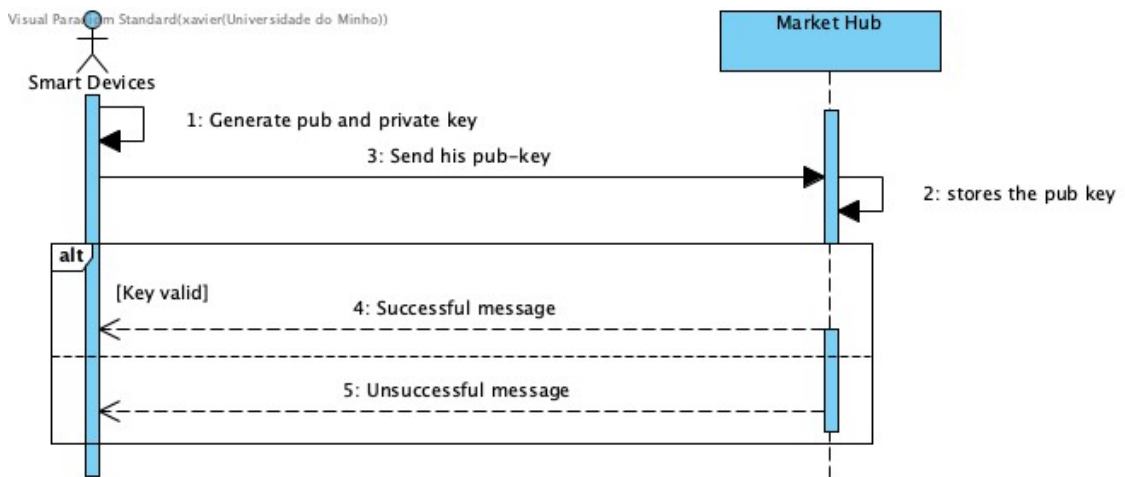 Visual Paradigm Standard(xavier(Universidade do Minho))
Market Hub
Smart Devices
1: Generate pub and private key
3: Send his pub-key
2: stores the pub key
alt
[Key valid]
4: Successful message
5: Unsuccessful message